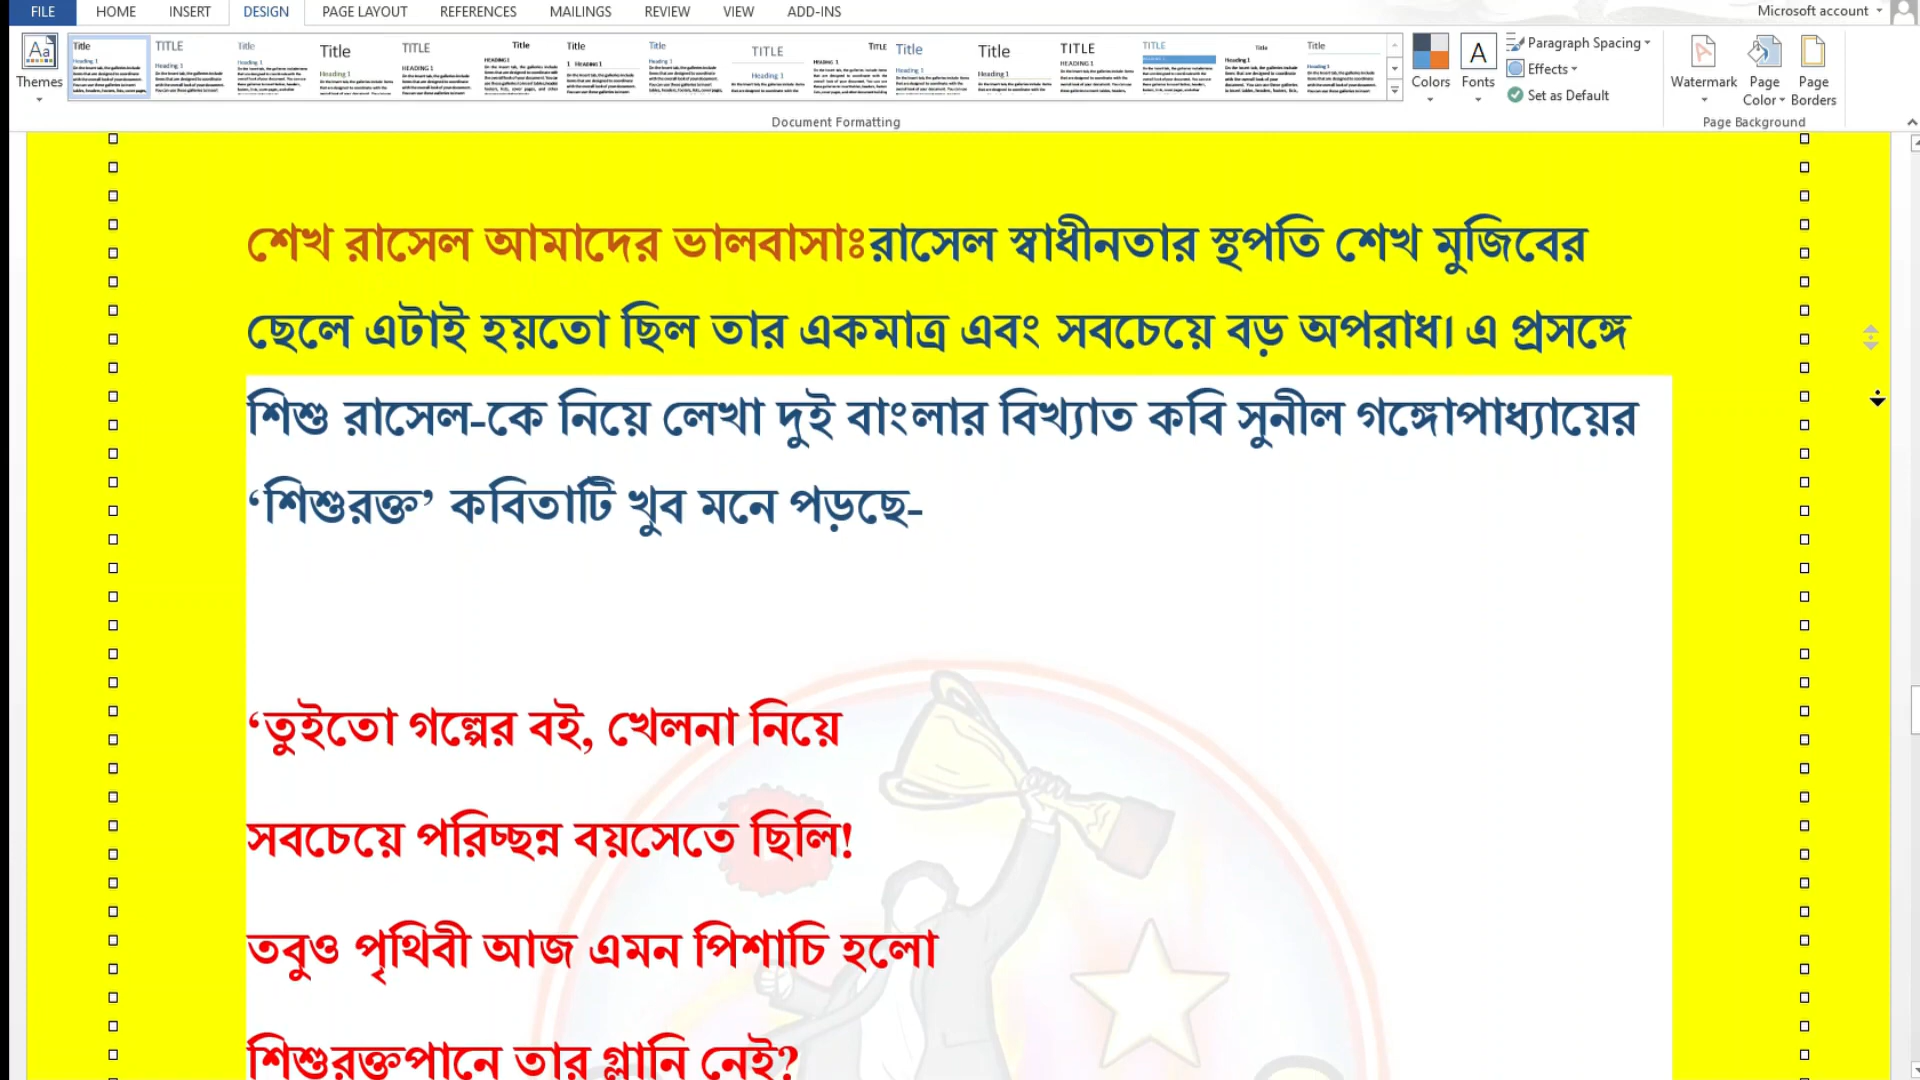 FILE HOME INSERT DESIGN PAGE LAYOUT REFERENCES MAILINGS REVIEW VIEW ADD-INS Microsoft account
Themes Colors Fonts Paragraph Spacing Effects Set as Default Watermark Page Color Page Borders
Document Formatting Page Background
শেখ রাসেল আমাদের ভালবাসাঃরাসেল স্বাধীনতার স্থপতি শেখ মুজিবের
ছেলে এটাই হয়তো ছিল তার একমাত্র এবং সবচেয়ে বড় অপরাধ। এ প্রসঙ্গে
শিশু রাসেল-কে নিয়ে লেখা দুই বাংলার বিখ্যাত কবি সুনীল গঙ্গোপাধ্যায়ের
‘শিশুরক্ত’ কবিতাটি খুব মনে পড়ছে-
‘তুইতো গল্পের বই, খেলনা নিয়ে
সবচেয়ে পরিচ্ছন্ন বয়সেতে ছিলি!
তবুও পৃথিবী আজ এমন পিশাচি হলো
শিশুরক্তপানে তার গ্লানি নেই?